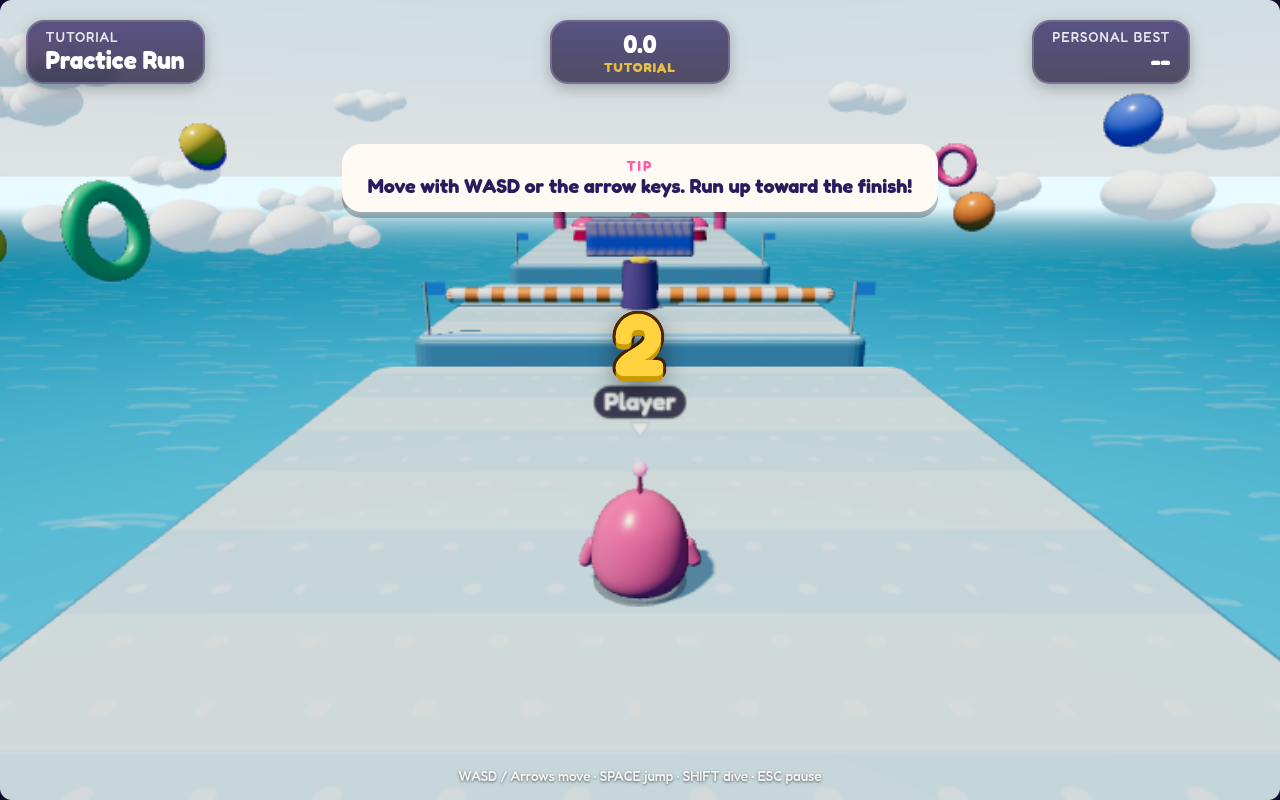 TUTORIAL
Practice Run
0.0
TUTORIAL
PERSONAL BEST
--
TIP
Move with WASD or the arrow keys. Run up toward the finish!
2
Player
WASD / Arrows move · SPACE jump · SHIFT dive · ESC pause